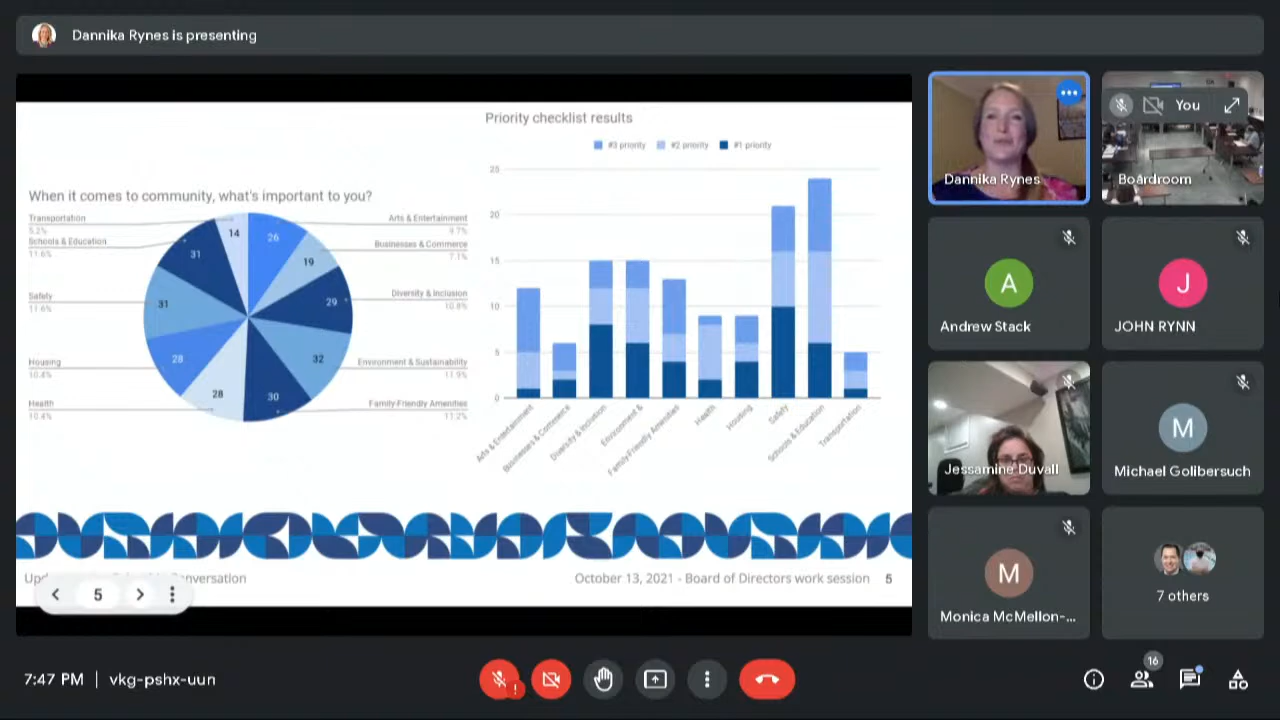 Dannika Rynes is presenting
Priority checklist results
#3 priority #2 priority #1 priority
When it comes to community, what's important to you?
Transportation
5.2%
Schools & Education
11.6%
Safety
11.6%
Housing
10.4%
Health
10.4%
Arts & Entertainment
9.7%
Businesses & Commerce
7.1%
Diversity & Inclusion
10.8%
Environment & Sustainability
11.9%
Family-Friendly Amenities
11.2%
14
26
19
29
32
30
28
28
31
31
25
20
15
10
5
0
Arts & Entertainment
Businesses & Commerce
Diversity & Inclusion
Environment &
Family-Friendly Amenities
Health
Housing
Safety
Schools & Education
Transportation
October 13, 2021 - Board of Directors work session 5
5
Dannika Rynes
You
Boardroom
A
Andrew Stack
J
JOHN RYNN
Jessamine Duvall
M
Michael Golibersuch
M
Monica McMellon-...
7 others
7:47 PM | vkg-pshx-uun
!
16